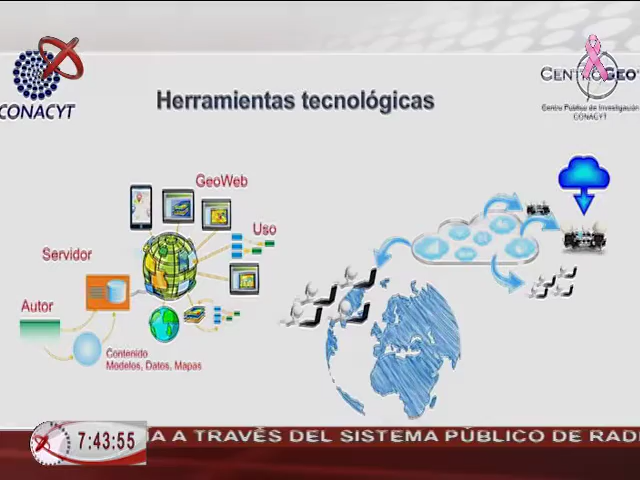 CONACYT
Herramientas tecnológicas
CENTROGEO
Centro Público de Investigación
CONACYT
GeoWeb
Uso
Servidor
Autor
Contenido
Modelos, Datos, Mapas
7:43:55
A A TRAVÉS DEL SISTEMA PÚBLICO DE RAD